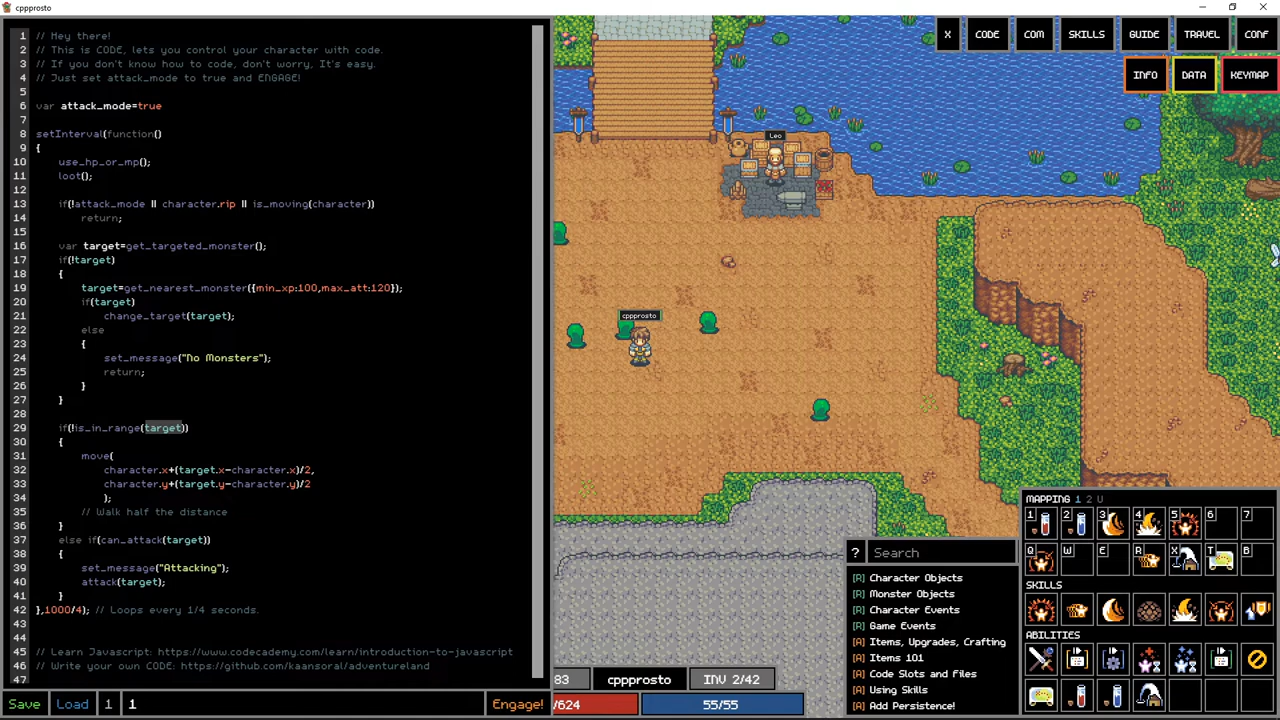 cppprosto
1 // Hey there!
2 // This is CODE, lets you control your character with code.
3 // If you don't know how to code, don't worry, It's easy.
4 // Just set attack_mode to true and ENGAGE!
5
6 var attack_mode=true
7
8 setInterval(function()
9 {
10 use_hp_or_mp();
11 loot();
12
13 if(!attack_mode || character.rip || is_moving(character))
14 return;
15
16 var target=get_targeted_monster();
17 if(!target)
18 {
19 target=get_nearest_monster({min_xp:100,max_att:120});
20 if(target)
21 change_target(target);
22 else
23 {
24 set_message("No Monsters");
25 return;
26 }
27 }
28
29 if(!is_in_range(target))
30 {
31 move(
32 character.x+(target.x-character.x)/2,
33 character.y+(target.y-character.y)/2
34 );
35 // Walk half the distance
36 }
37 else if(can_attack(target))
38 {
39 set_message("Attacking");
40 attack(target);
41 }
42 },1000/4); // Loops every 1/4 seconds.
43
44
45 // Learn Javascript: https://www.codecademy.com/learn/introduction-to-javascript
46 // Write your own CODE: https://github.com/kaansoral/adventureland
47
Save Load 1 1 Engage!
X CODE COM SKILLS GUIDE TRAVEL CONF
INFO DATA KEYMAP
Leo
cppprosto
? Search
[R] Character Objects
[R] Monster Objects
[R] Character Events
[R] Game Events
[A] Items, Upgrades, Crafting
[A] Items 101
[A] Code Slots and Files
[A] Using Skills
[A] Add Persistence!
MAPPING 1 2 U
1 2 3 4 5 6 7
Q W E R X T B
SKILLS
ABILITIES
83 cppprosto INV 2/42
/624 55/55